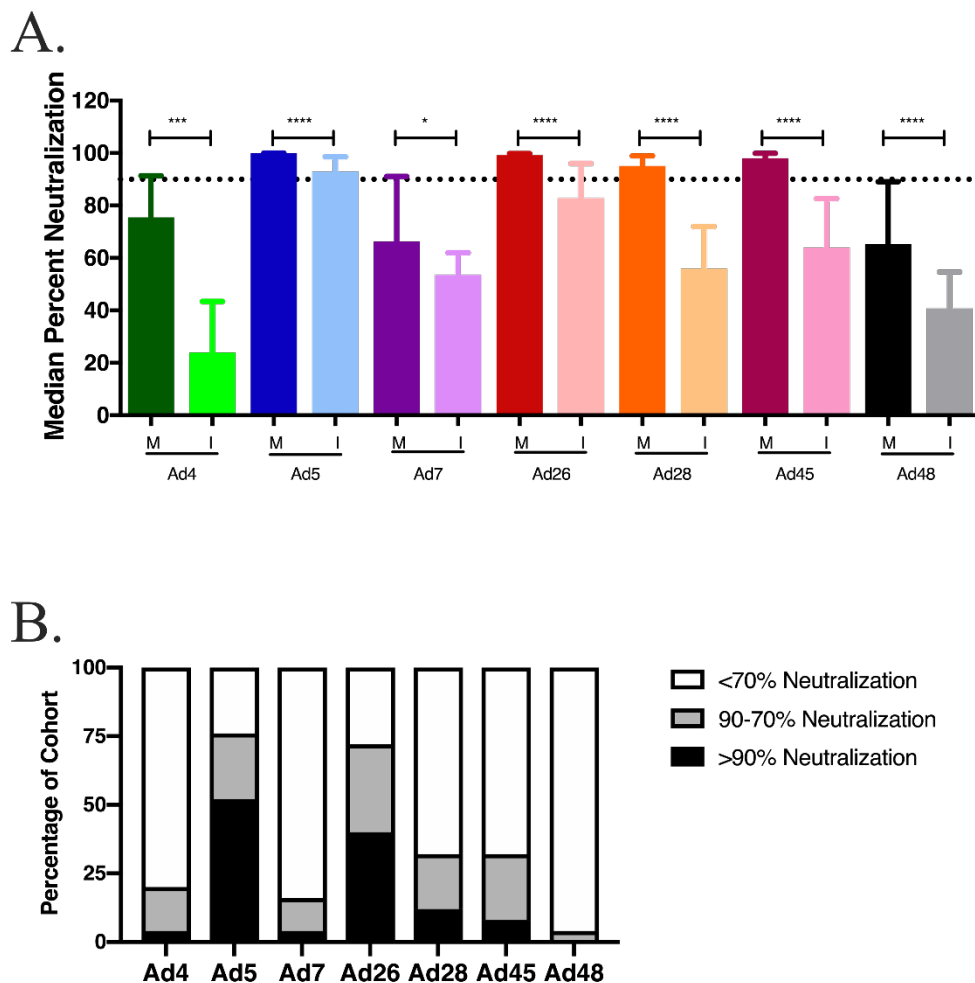 A.
Median Percent Neutralization
120
100
80
60
40
20
0
*** **** * **** **** **** ****
M I M I M I M I M I M I M I
Ad4 Ad5 Ad7 Ad26 Ad28 Ad45 Ad48
B.
Percentage of Cohort
100
75
50
25
0
Ad4 Ad5 Ad7 Ad26 Ad28 Ad45 Ad48
<70% Neutralization
90-70% Neutralization
>90% Neutralization